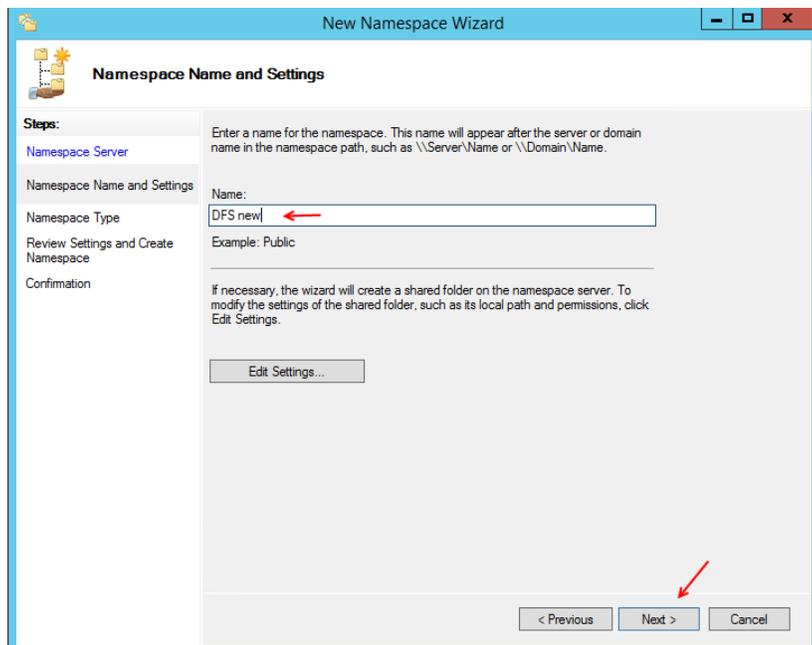 New Namespace Wizard
Namespace Name and Settings
Steps:
Namespace Server
Namespace Name and Settings
Namespace Type
Review Settings and Create
Namespace
Confirmation
Enter a name for the namespace. This name will appear after the server or domain
name in the namespace path, such as \\Server\Name or \\Domain\Name.
Name:
DFS new
Example: Public
If necessary, the wizard will create a shared folder on the namespace server. To
modify the settings of the shared folder, such as its local path and permissions, click
Edit Settings.
Edit Settings...
< Previous
Next >
Cancel